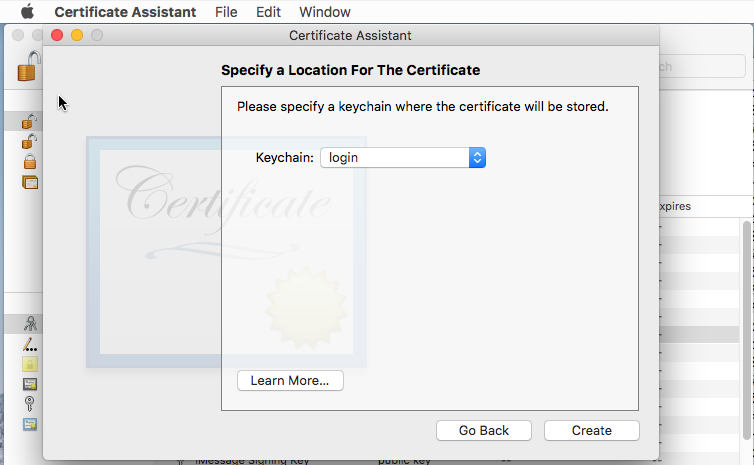 Certificate Assistant File Edit Window
Certificate Assistant
ch
Specify a Location For The Certificate
Please specify a keychain where the certificate will be stored.
Keychain: login
Certificate
xpires
Learn More...
Go Back Create
iMessage Signing Key public key